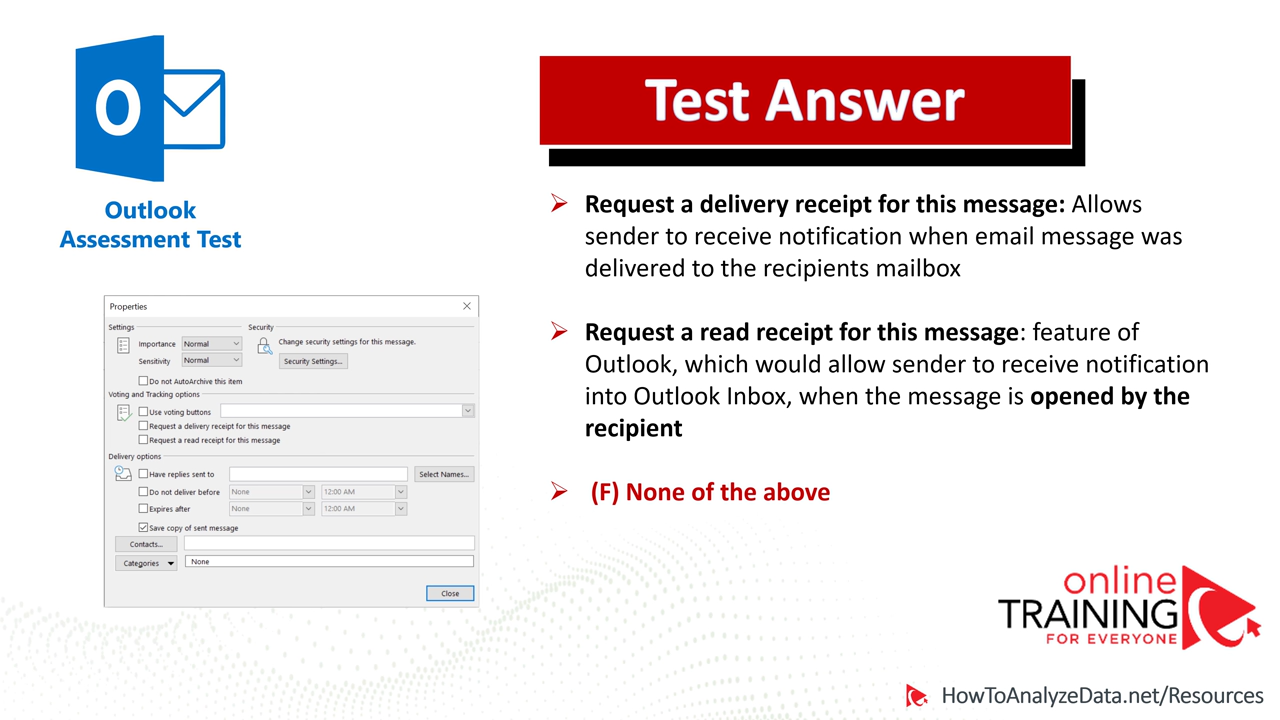 O
Outlook
Assessment Test
Test Answer
Request a delivery receipt for this message: Allows
sender to receive notification when email message was
delivered to the recipients mailbox
Request a read receipt for this message: feature of
Outlook, which would allow sender to receive notification
into Outlook Inbox, when the message is opened by the
recipient
(F) None of the above
Properties
Settings
Security
Importance Normal
Change security settings for this message.
Sensitivity Normal
Security Settings...
Do not AutoArchive this item
Voting and Tracking options
Use voting buttons
Request a delivery receipt for this message
Request a read receipt for this message
Delivery options
Have replies sent to
Select Names...
Do not deliver before None 12:00 AM
Expires after None 12:00 AM
Save copy of sent message
Contacts...
Categories None
Close
online
TRAINING
FOR EVERYONE
HowToAnalyzeData.net/Resources